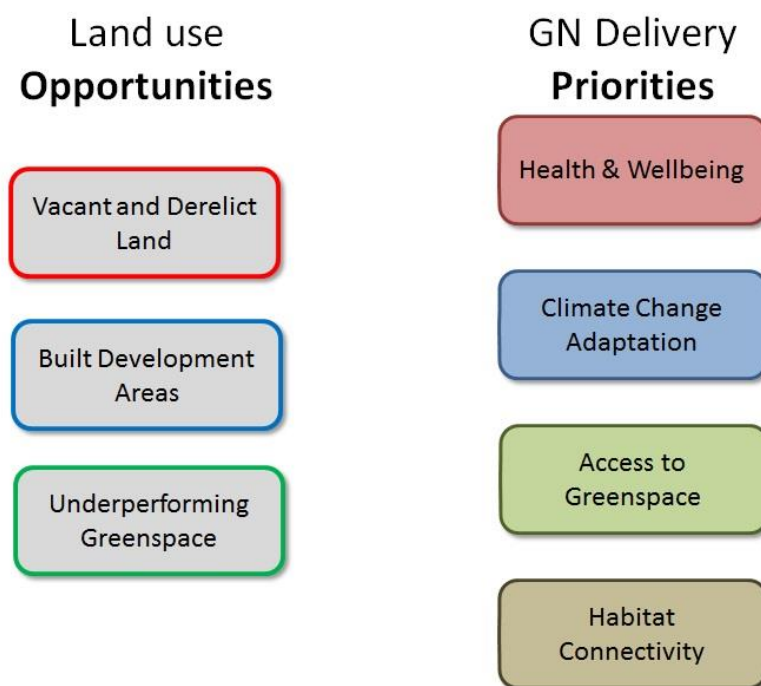 Land use
Opportunities
Vacant and Derelict
Land
Built Development
Areas
Underperforming
Greenspace
GN Delivery
Priorities
Health & Wellbeing
Climate Change
Adaptation
Access to
Greenspace
Habitat
Connectivity